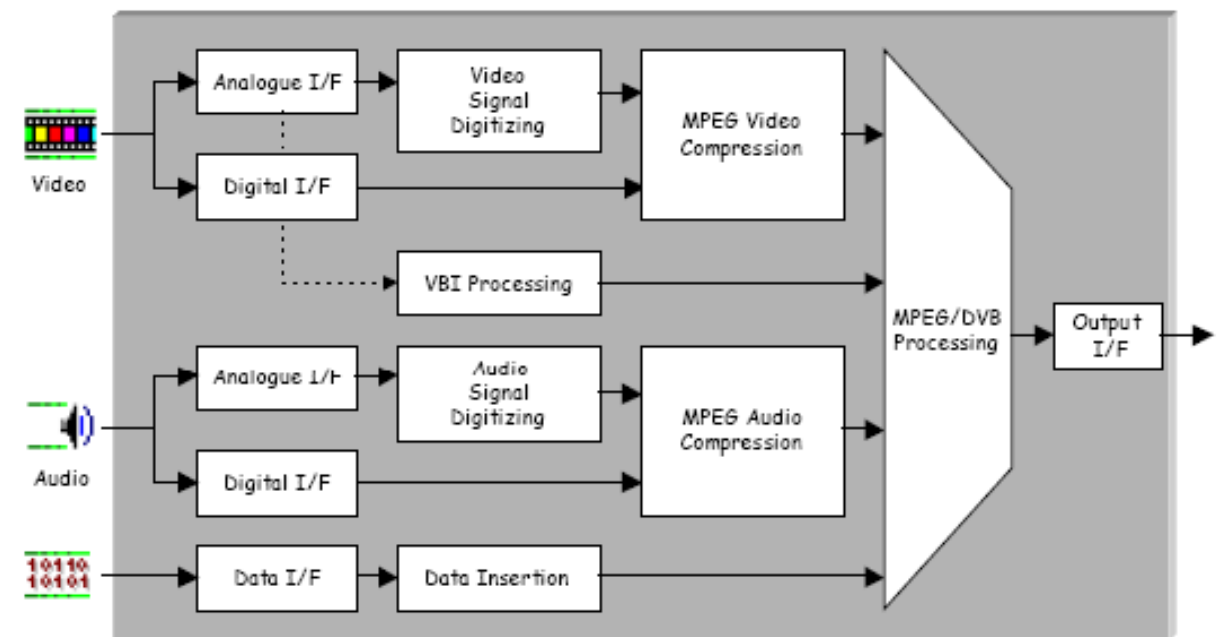 Video
Analogue I/F
Video
Signal
Digitizing
MPEG Video
Compression
Digital I/F
VBI Processing
MPEG/DVB
Processing
Output
I/F
Audio
Analogue I/F
Audio
Signal
Digitizing
MPEG Audio
Compression
Digital I/F
10110
10101
Data I/F
Data Insertion